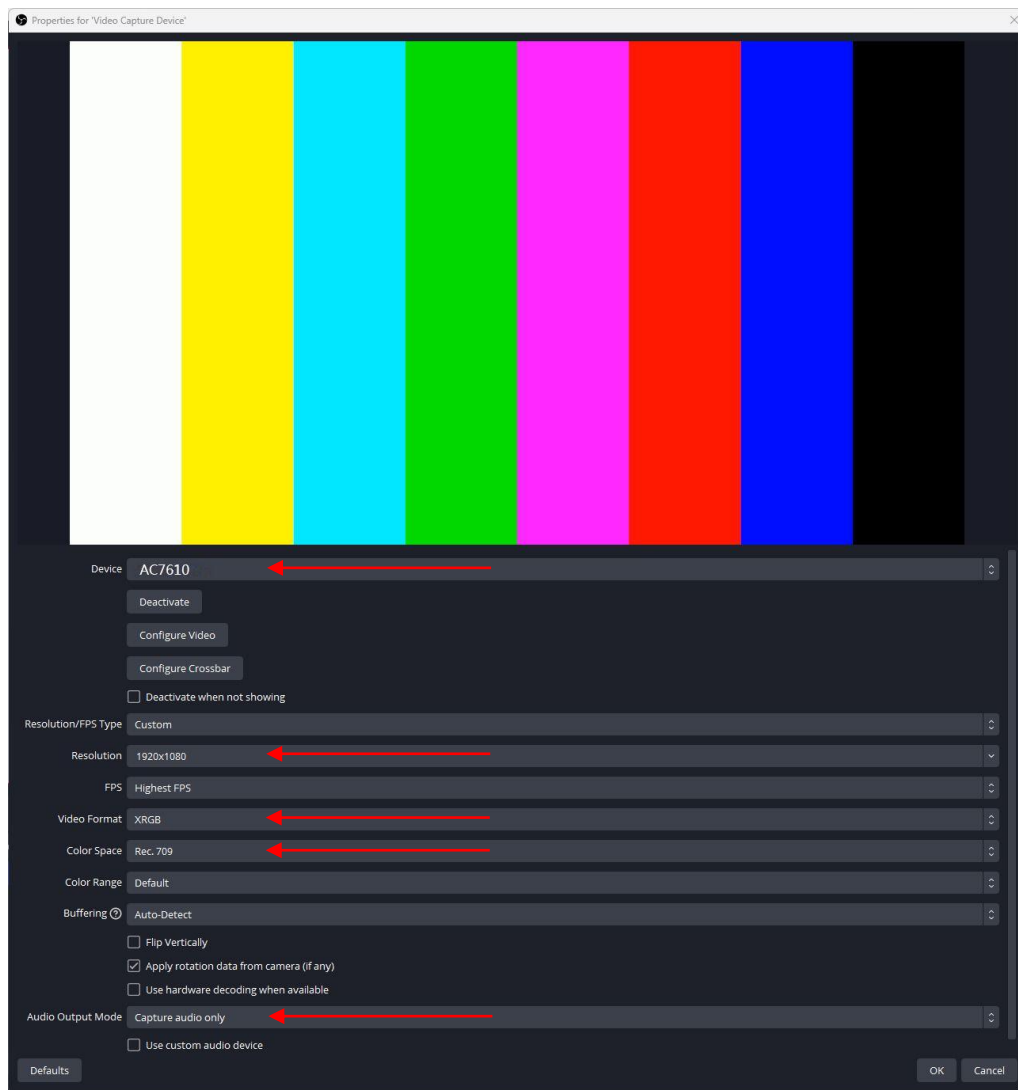 Properties for 'Video Capture Device'
Device AC7610
Deactivate
Configure Video
Configure Crossbar
Deactivate when not showing
Resolution/FPS Type Custom
Resolution 1920x1080
FPS Highest FPS
Video Format XRGB
Color Space Rec. 709
Color Range Default
Buffering Auto-Detect
Flip Vertically
Apply rotation data from camera (if any)
Use hardware decoding when available
Audio Output Mode Capture audio only
Use custom audio device
Defaults OK Cancel